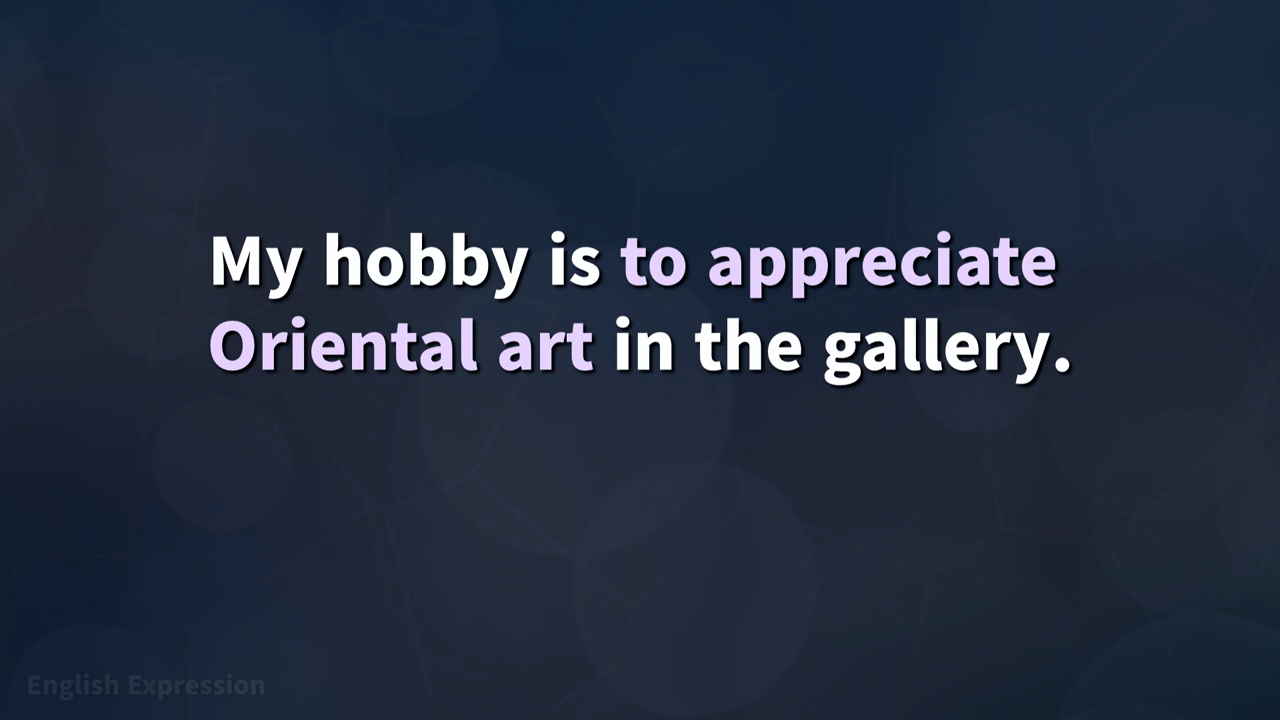 My hobby is to appreciate
Oriental art in the gallery.
English Expression